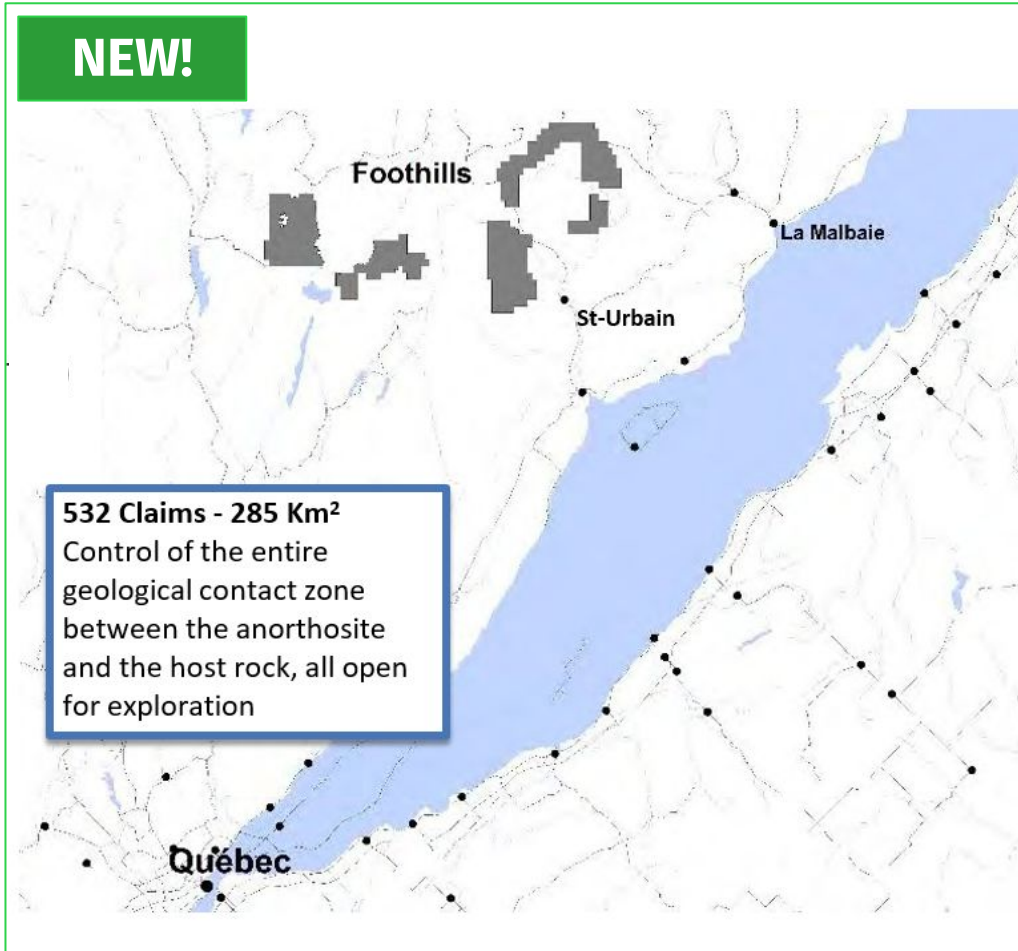 NEW!
Foothills
La Malbaie
St-Urbain
532 Claims - 285 Km²
Control of the entire
geological contact zone
between the anorthosite
and the host rock, all open
for exploration
Québec